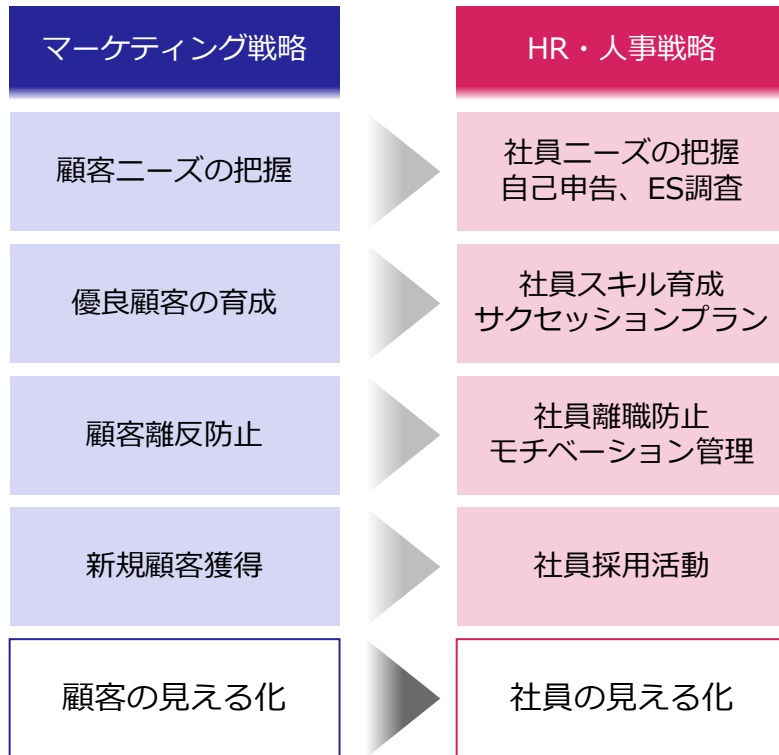 マーケティング戦略
HR・人事戦略
顧客ニーズの把握
社員ニーズの把握
自己申告、ES調査
優良顧客の育成
社員スキル育成
サクセッションプラン
顧客離反防止
社員離職防止
モチベーション管理
新規顧客獲得
社員採用活動
顧客の見える化
社員の見える化